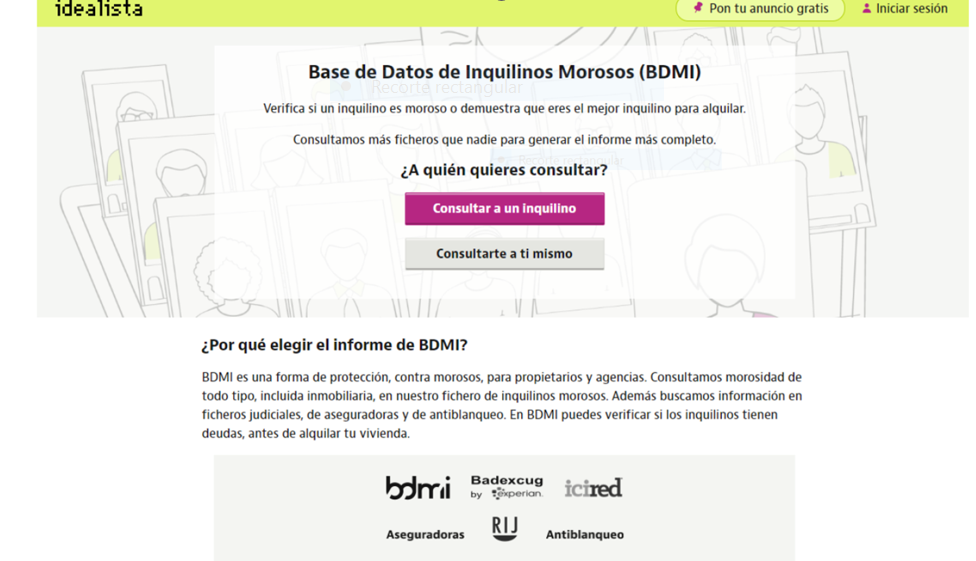 idealista
Pon tu anuncio gratis
Iniciar sesión
Base de Datos de Inquilinos Morosos (BDMI)
Recorte rectangular
Verifica si un inquilino es moroso o demuestra que eres el mejor inquilino para alquilar.
Consultamos más ficheros que nadie para generar el informe más completo.
Recorte rectangular
¿A quién quieres consultar?
Consultar a un inquilino
Consultarte a ti mismo
¿Por qué elegir el informe de BDMI?
BDMI es una forma de protección, contra morosos, para propietarios y agencias. Consultamos morosidad de
todo tipo, incluida inmobiliaria, en nuestro fichero de inquilinos morosos. Además buscamos información en
ficheros judiciales, de aseguradoras y de antiblanqueo. En BDMI puedes verificar si los inquilinos tienen
deudas, antes de alquilar tu vivienda.
bdmi
Badexcug
by experian.
icired
Aseguradoras
RIJ
Antiblanqueo